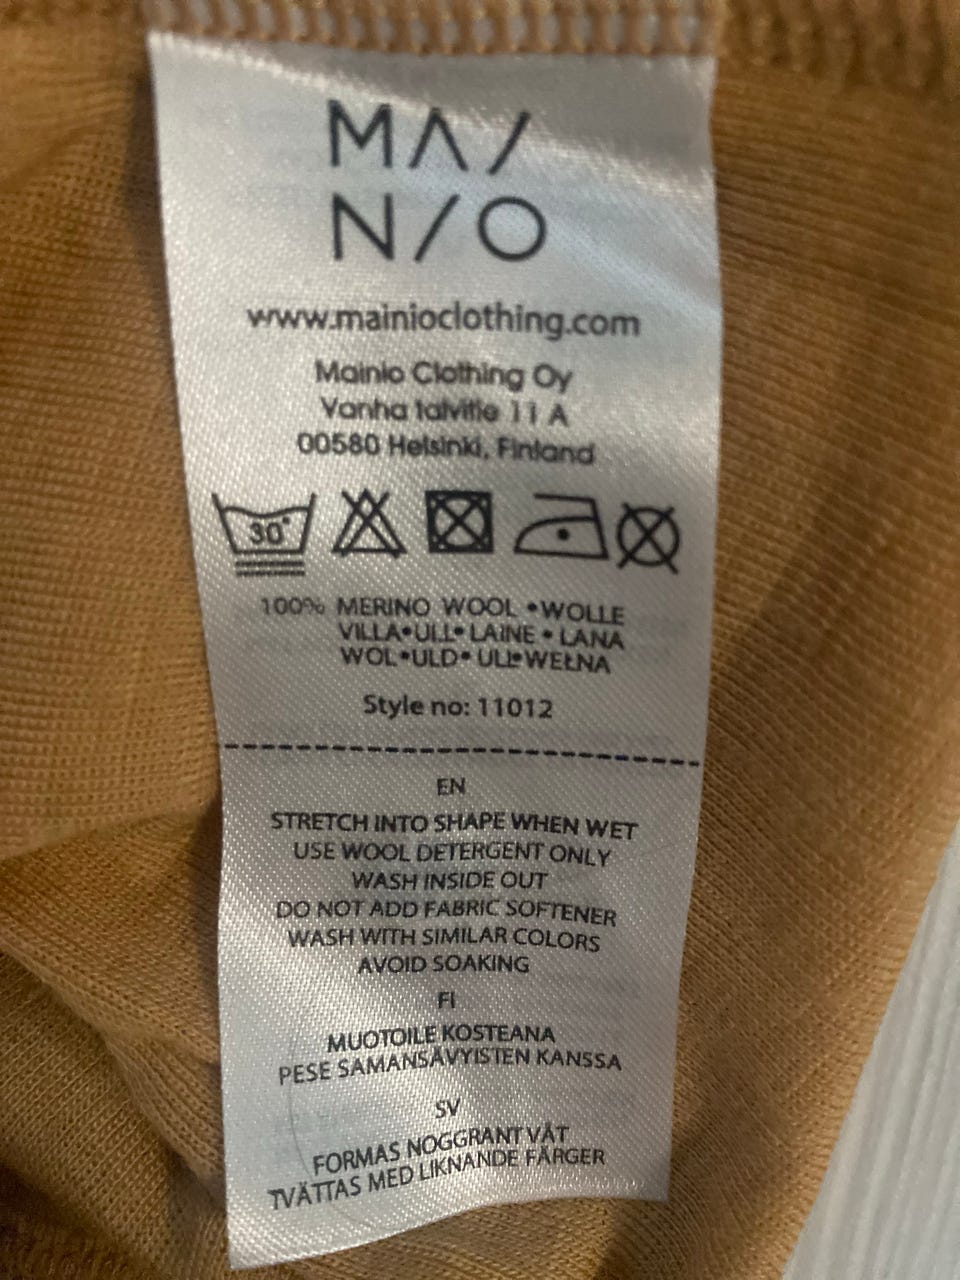 MAI
NIO
www.mainioclothing.com
Mainio Clothing Oy
Vanha talvitie 11 A
00580 Helsinki, Finland
30°
100% MERINO WOOL •WOLLE
VILLA•ULL• LAINE • LANA
WOL•ULD• ULL•WEŁNA
Style no: 11012
EN
STRETCH INTO SHAPE WHEN WET
USE WOOL DETERGENT ONLY
WASH INSIDE OUT
DO NOT ADD FABRIC SOFTENER
WASH WITH SIMILAR COLORS
AVOID SOAKING
FI
MUOTOILE KOSTEANA
PESE SAMANSÄVYISTEN KANSSA
SV
FORMAS NOGGRANT VÅT
TVÄTTAS MED LIKNANDE FÄRGER